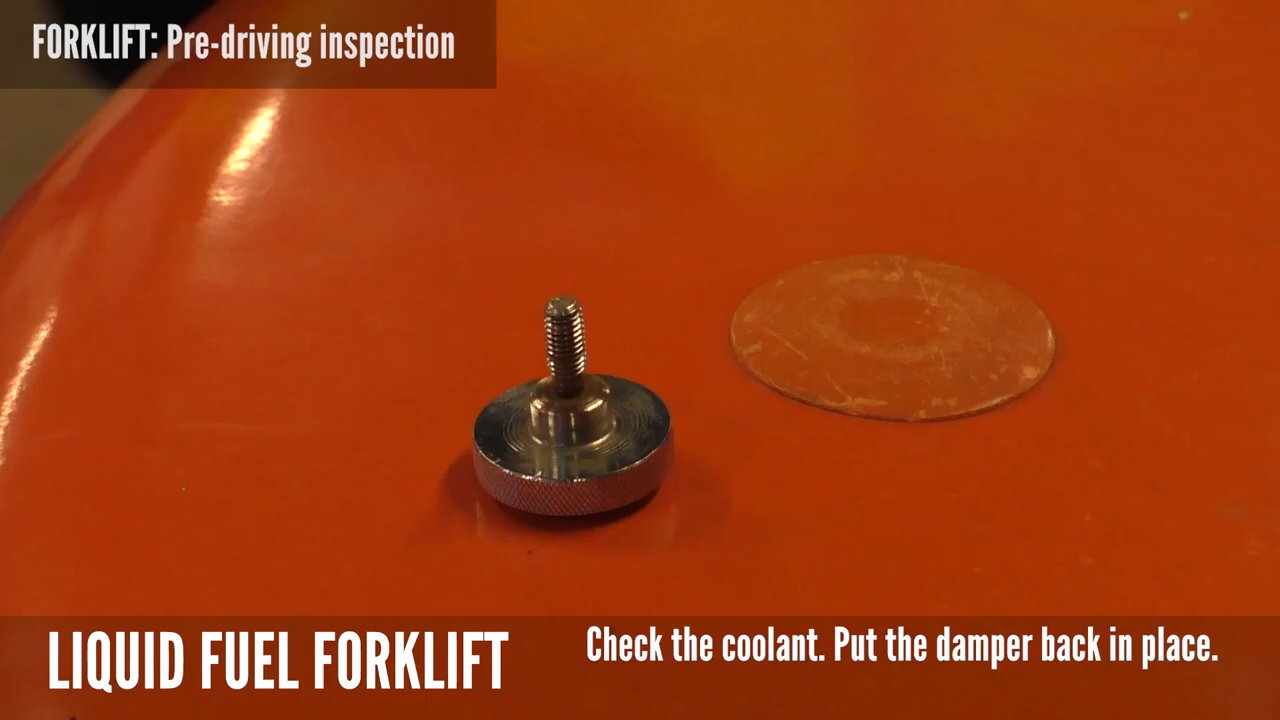 FORKLIFT: Pre-driving inspection
LIQUID FUEL FORKLIFT
Check the coolant. Put the damper back in place.